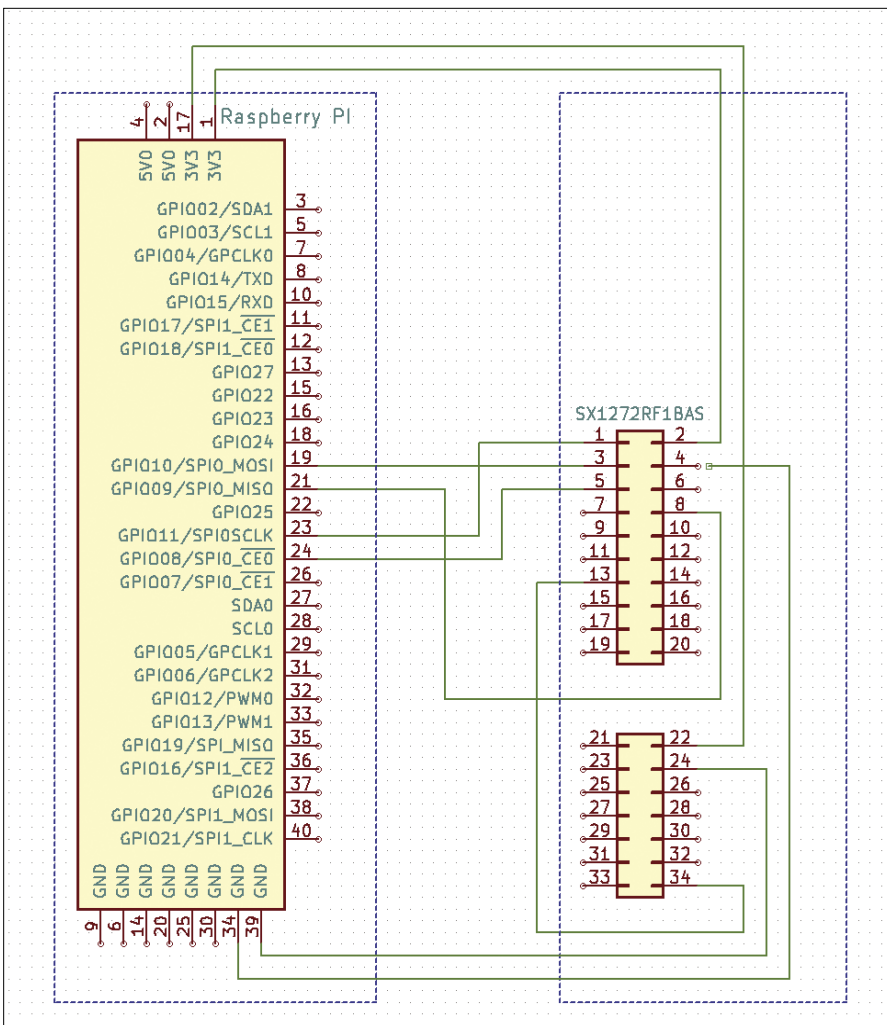 4 2 17 1 Raspberry PI
5V0 5V0 3V3 3V3
GPIO02/SDA1 3
GPIO03/SCL1 5
GPIO04/GPCLK0 7
GPIO14/TXD 8
GPIO15/RXD 10
GPIO17/SPI1_CE1 11
GPIO18/SPI1_CE0 12
GPIO27 13
GPIO22 15
GPIO23 16
GPIO24 18
GPIO10/SPI0_MOSI 19
GPIO09/SPI0_MISO 21
GPIO25 22
GPIO11/SPI0SCLK 23
GPIO08/SPI0_CE0 24
GPIO07/SPI0_CE1 26
SDA0 27
SCL0 28
GPIO05/GPCLK1 29
GPIO06/GPCLK2 31
GPIO12/PWM0 32
GPIO13/PWM1 33
GPIO19/SPI_MISO 35
GPIO16/SPI1_CE2 36
GPIO26 37
GPIO20/SPI1_MOSI 38
GPIO21/SPI1_CLK 40
GND GND GND GND GND GND GND GND
9 6 14 20 25 30 34 39
SX1272RF1BAS
1 2
3 4
5 6
7 8
9 10
11 12
13 14
15 16
17 18
19 20
21 22
23 24
25 26
27 28
29 30
31 32
33 34